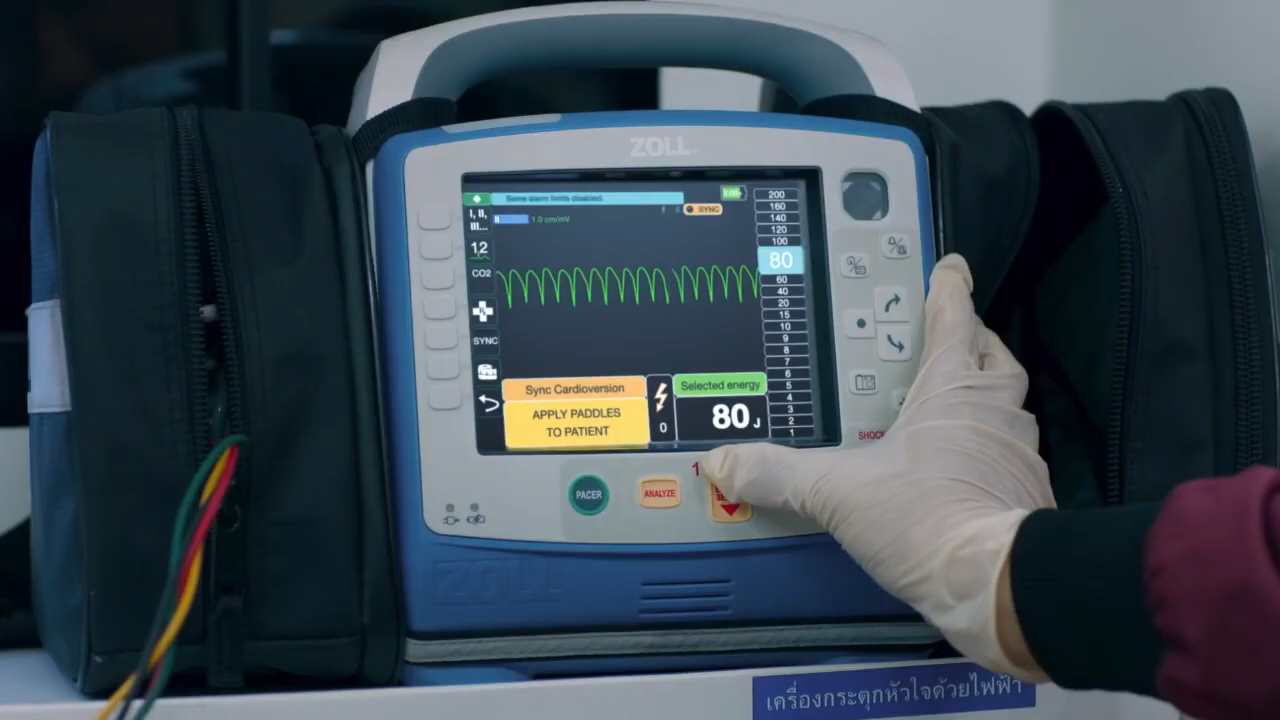 ZOLL
Some alarm limits disabled.
I, II,
III...
1.0 cm/mV
SYNC
1,2
CO2
SYNC
200
160
140
120
100
80
60
40
20
15
10
9
8
7
6
5
4
3
2
1
Sync Cardioversion
APPLY PADDLES
TO PATIENT
0
Selected energy
80 J
SHOCK
1
PACER
ANALYZE
ZOLL
เครื่องกระตุกหัวใจด้วยไฟฟ้า